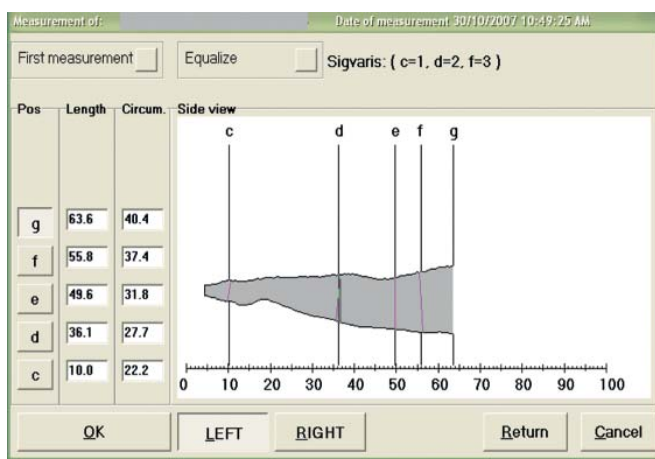 Measurement of: Date of measurement 30/10/2007 10:49:25 AM
First measurement Equalize Sigvaris: ( c=1, d=2, f=3 )
Pos Length Circum. Side view
c d e f g
g 63.6 40.4
f 55.8 37.4
e 49.6 31.8
d 36.1 27.7
c 10.0 22.2
0 10 20 30 40 50 60 70 80 90 100
OK LEFT RIGHT Return Cancel